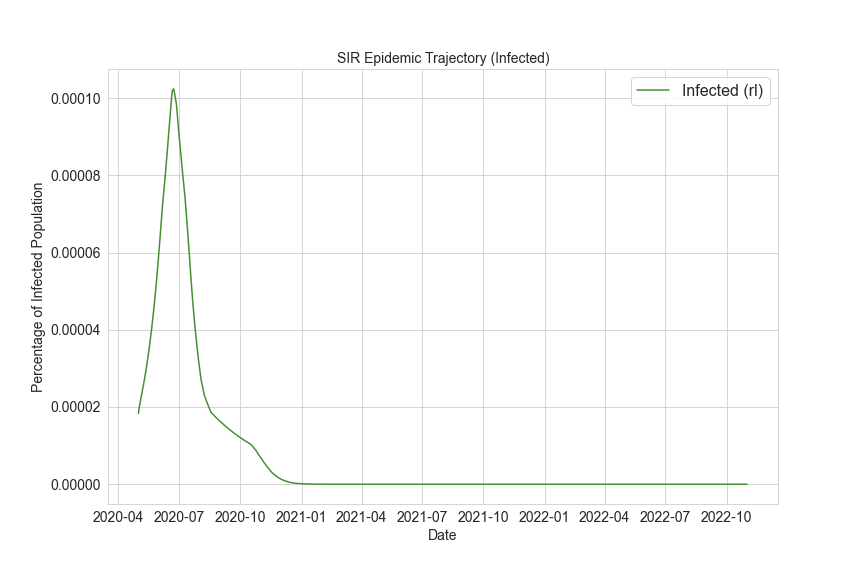 SIR Epidemic Trajectory (Infected)
Infected (rI)
Percentage of Infected Population
0.00010
0.00008
0.00006
0.00004
0.00002
0.00000
2020-04 2020-07 2020-10 2021-01 2021-04 2021-07 2021-10 2022-01 2022-04 2022-07 2022-10
Date